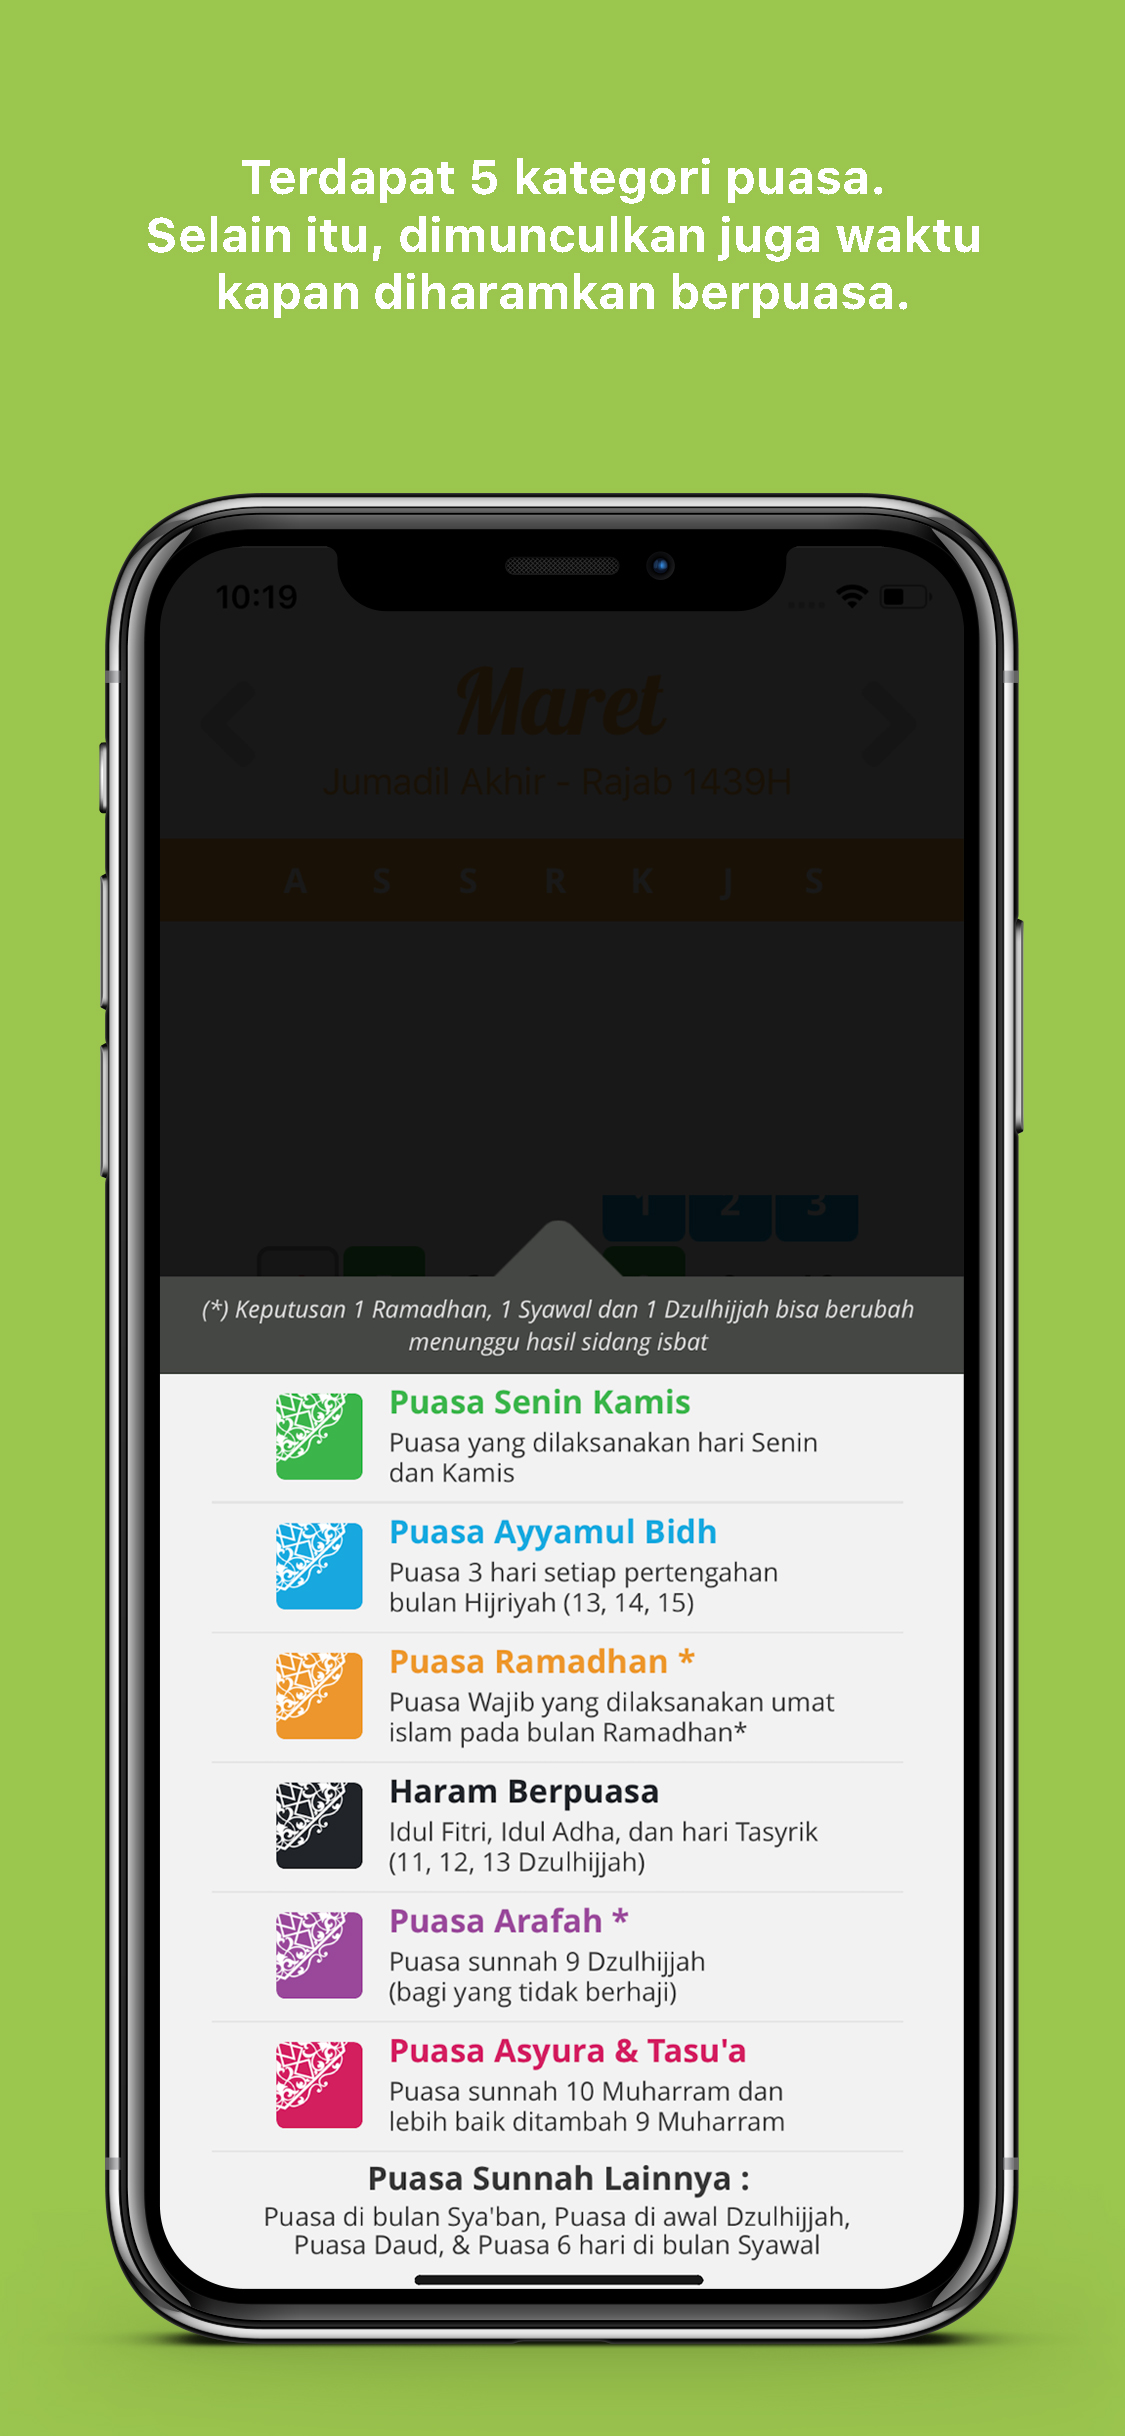 Terdapat 5 kategori puasa.
Selain itu, dimunculkan juga waktu
kapan diharamkan berpuasa.
10:19
Maret
Jumadil Akhir - Rajab 1439H
A S S R K J S
1 2 3
(*) Keputusan 1 Ramadhan, 1 Syawal dan 1 Dzulhijjah bisa berubah
menunggu hasil sidang isbat
Puasa Senin Kamis
Puasa yang dilaksanakan hari Senin
dan Kamis
Puasa Ayyamul Bidh
Puasa 3 hari setiap pertengahan
bulan Hijriyah (13, 14, 15)
Puasa Ramadhan *
Puasa Wajib yang dilaksanakan umat
islam pada bulan Ramadhan*
Haram Berpuasa
Idul Fitri, Idul Adha, dan hari Tasyrik
(11, 12, 13 Dzulhijjah)
Puasa Arafah *
Puasa sunnah 9 Dzulhijjah
(bagi yang tidak berhaji)
Puasa Asyura & Tasu'a
Puasa sunnah 10 Muharram dan
lebih baik ditambah 9 Muharram
Puasa Sunnah Lainnya :
Puasa di bulan Sya'ban, Puasa di awal Dzulhijjah,
Puasa Daud, & Puasa 6 hari di bulan Syawal